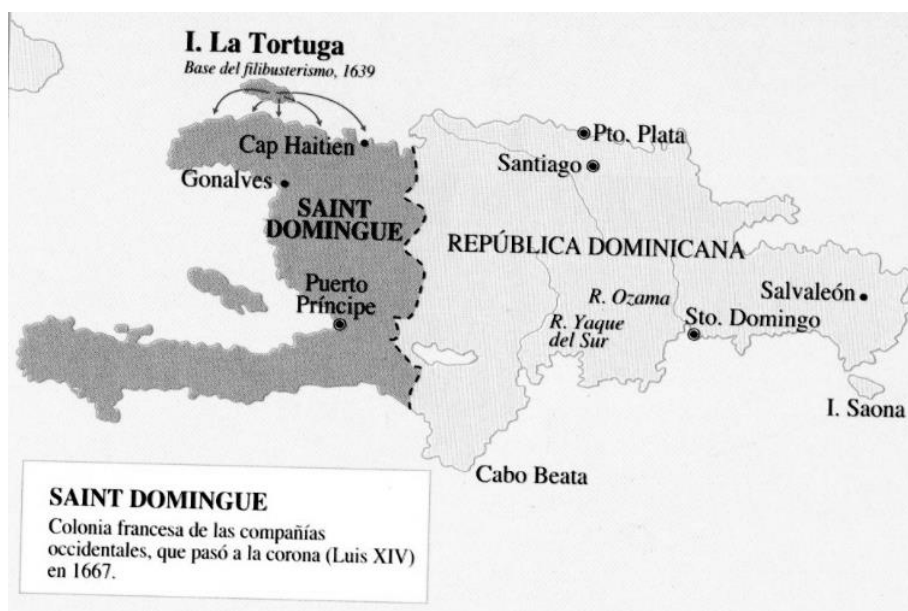 I. La Tortuga
Base del filibusterismo, 1639
Cap Haitien
Gonalves
SAINT
DOMINGUE
Puerto
Príncipe
Pto. Plata
Santiago
REPÚBLICA DOMINICANA
R. Ozama
R. Yaque
del Sur
Salvaleón
Sto. Domingo
I. Saona
Cabo Beata
SAINT DOMINGUE
Colonia francesa de las compañías
occidentales, que pasó a la corona (Luis XIV)
en 1667.